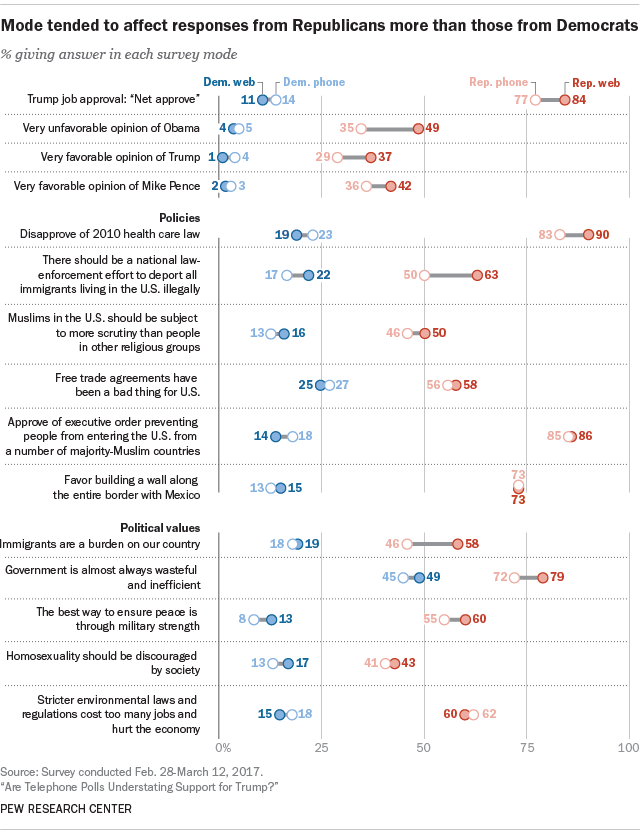 Mode tended to affect responses from Republicans more than those from Democrats
% giving answer in each survey mode
Dem. web Dem. phone Rep. phone Rep. web
Trump job approval: “Net approve” 11 14 77 84
Very unfavorable opinion of Obama 4 5 35 49
Very favorable opinion of Trump 1 4 29 37
Very favorable opinion of Mike Pence 2 3 36 42
Policies
Disapprove of 2010 health care law 19 23 83 90
There should be a national law-
enforcement effort to deport all 17 22 50 63
immigrants living in the U.S. illegally
Muslims in the U.S. should be subject
to more scrutiny than people 13 16 46 50
in other religious groups
Free trade agreements have
been a bad thing for U.S. 25 27 56 58
Approve of executive order preventing
people from entering the U.S. from 14 18 85 86
a number of majority-Muslim countries
73
Favor building a wall along
the entire border with Mexico 13 15
73
Political values
Immigrants are a burden on our country 18 19 46 58
Government is almost always wasteful
and inefficient 45 49 72 79
The best way to ensure peace is
through military strength 8 13 55 60
Homosexuality should be discouraged
by society 13 17 41 43
Stricter environmental laws and
regulations cost too many jobs and 15 18 60 62
hurt the economy
0% 25 50 75 100
Source: Survey conducted Feb. 28-March 12, 2017.
“Are Telephone Polls Understating Support for Trump?”
PEW RESEARCH CENTER